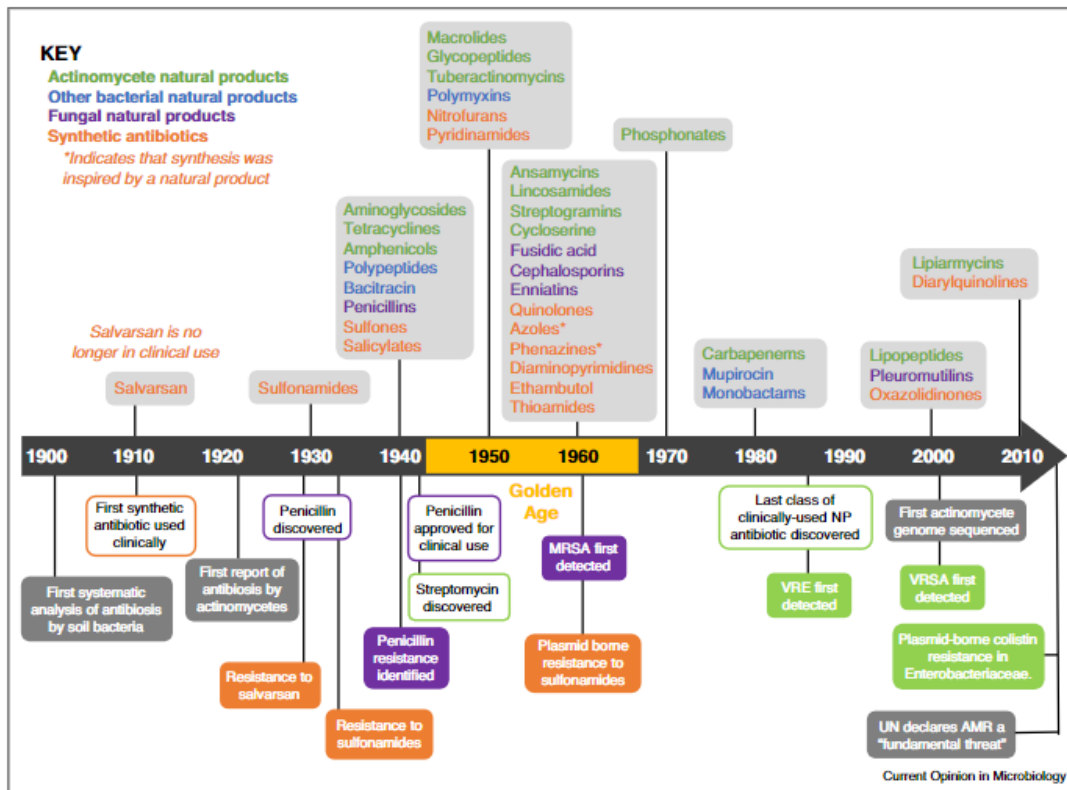 KEY
Actinomycete natural products
Other bacterial natural products
Fungal natural products
Synthetic antibiotics
*Indicates that synthesis was
inspired by a natural product
Salvarsan is no
longer in clinical use
Salvarsan
Sulfonamides
Aminoglycosides
Tetracyclines
Amphenicols
Polypeptides
Bacitracin
Penicillins
Sulfones
Salicylates
Macrolides
Glycopeptides
Tuberactinomycins
Polymyxins
Nitrofurans
Pyridinamides
Ansamycins
Lincosamides
Streptogramins
Cycloserine
Fusidic acid
Cephalosporins
Enniatins
Quinolones
Azoles*
Phenazines*
Diaminopyrimidines
Ethambutol
Thioamides
Phosphonates
Carbapenems
Mupirocin
Monobactams
Lipopeptides
Pleuromutilins
Oxazolidinones
Lipiarmycins
Diarylquinolines
1900 1910 1920 1930 1940 1950 1960 1970 1980 1990 2000 2010
Golden
Age
First systematic
analysis of antibiosis
by soil bacteria
First synthetic
antibiotic used
clinically
First report of
antibiosis by
actinomycetes
Penicillin
discovered
Resistance to
salvarsan
Resistance to
sulfonamides
Penicillin
resistance
identified
Penicillin
approved for
clinical use
Streptomycin
discovered
MRSA first
detected
Plasmid borne
resistance to
sulfonamides
Last class of
clinically-used NP
antibiotic discovered
VRE first
detected
First actinomycete
genome sequenced
VRSA first
detected
Plasmid-borne colistin
resistance in
Enterobacteriaceae.
UN declares AMR a
"fundamental threat"
Current Opinion in Microbiology